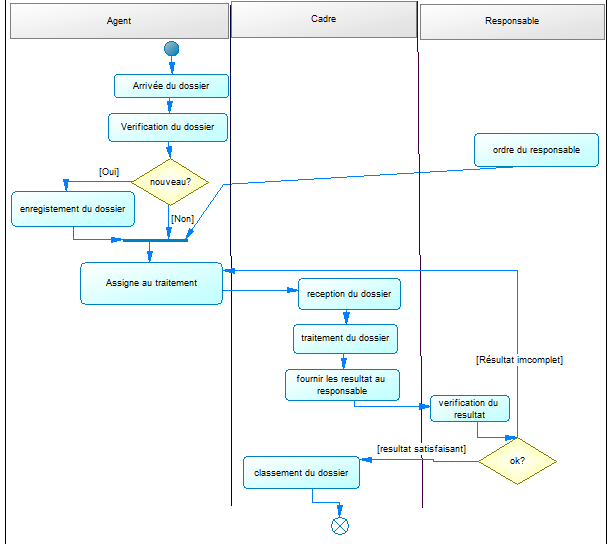 Agent
Cadre
Responsable
Arrivée du dossier
Verification du dossier
ordre du responsable
nouveau?
[Oui]
[Non]
enregistement du dossier
Assigne au traitement
reception du dossier
traitement du dossier
[Résultat imcomplet]
fournir les resultat au
responsable
verification du
resultat
[resultat satisfaisant]
ok?
classement du dossier